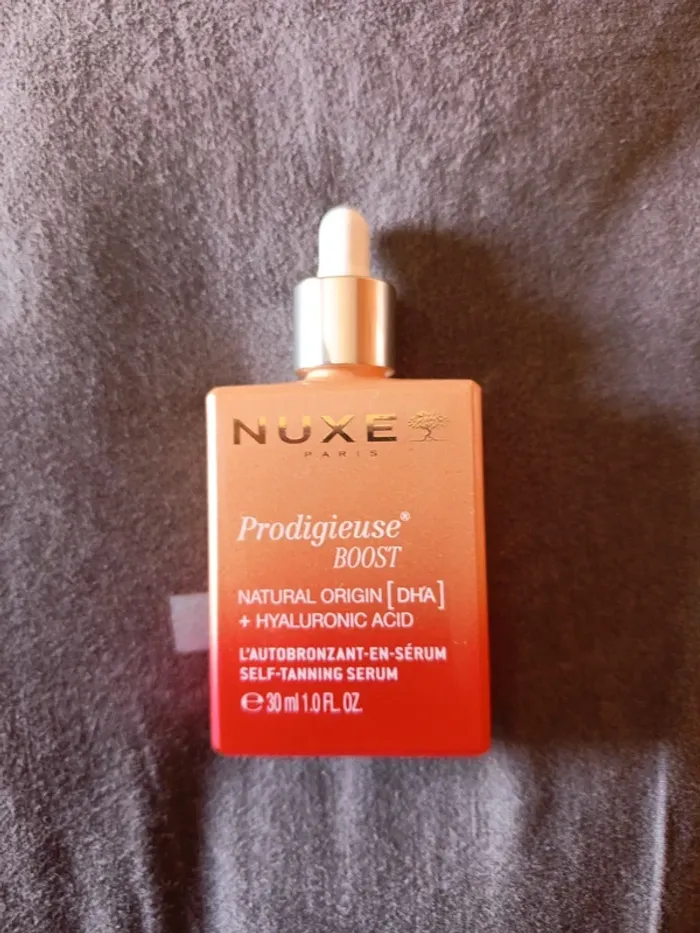 NUXE
PARIS
Prodigieuse®
BOOST
NATURAL ORIGIN [DHA]
+ HYALURONIC ACID
L'AUTOBRONZANT-EN-SÉRUM
SELF-TANNING SERUM
℮ 30 ml 1.0 FL. OZ.